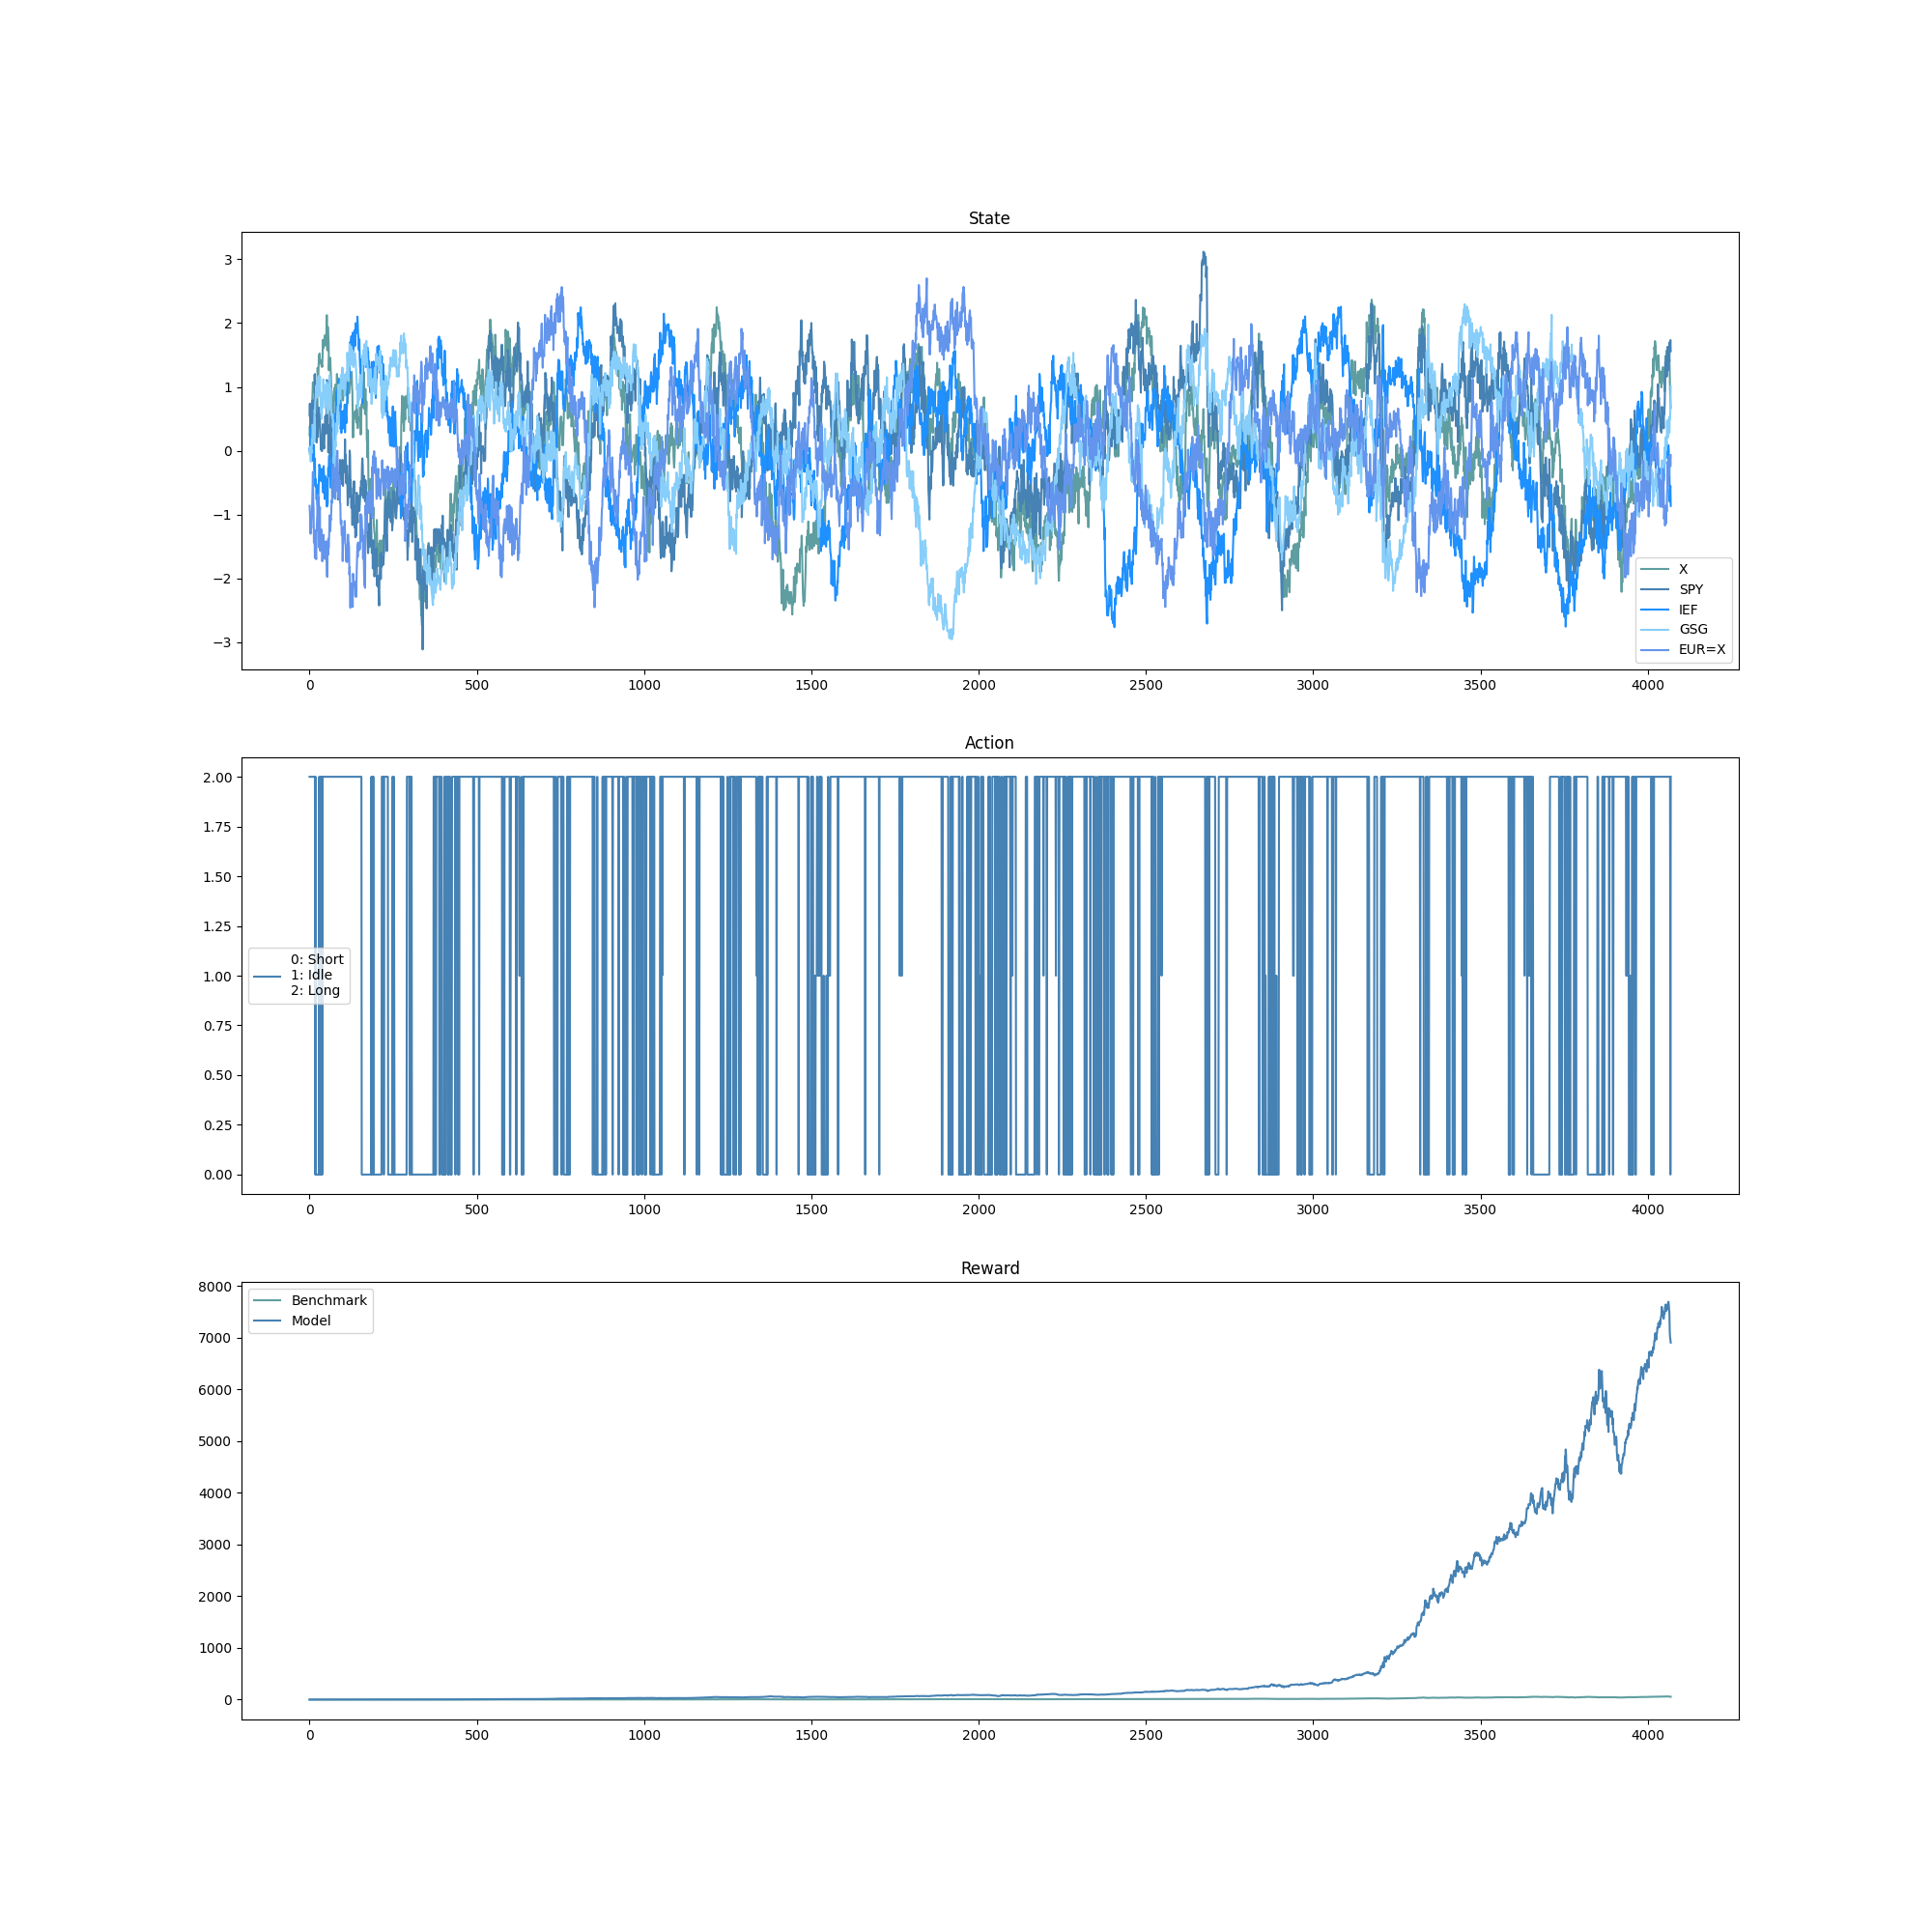 State
3
2
1
0
−1
−2
−3
X
SPY
IEF
GSG
EUR=X
0 500 1000 1500 2000 2500 3000 3500 4000
Action
2.00
1.75
1.50
1.25
1.00
0.75
0.50
0.25
0.00
0: Short
1: Idle
2: Long
0 500 1000 1500 2000 2500 3000 3500 4000
Reward
8000
7000
6000
5000
4000
3000
2000
1000
0
Benchmark
Model
0 500 1000 1500 2000 2500 3000 3500 4000